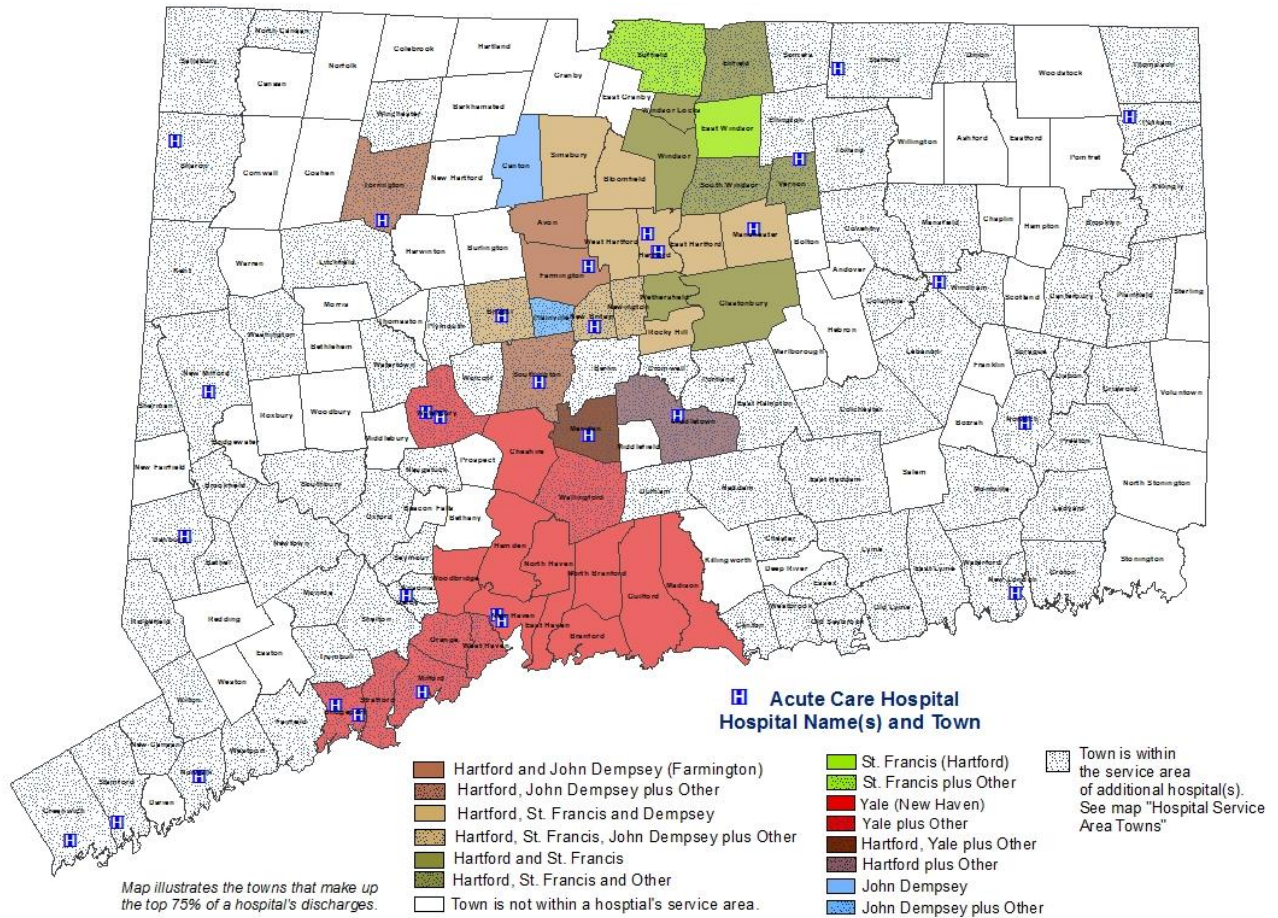 Salisbury
North Canaan
Colebrook
Hartland
Suffield
Enfield
Somers
Stafford
Union
Woodstock
Thompson
Canaan
Norfolk
Granby
East Granby
Barkhamsted
Winchester
Windsor Locks
East Windsor
Ellington
Willington
Ashford
Eastford
Putnam
Pomfret
Sharon
Cornwall
Goshen
Torrington
New Hartford
Canton
Simsbury
Bloomfield
Windsor
South Windsor
Vernon
Tolland
Killingly
Avon
Mansfield
Chaplin
Hampton
Brooklyn
Coventry
Kent
Warren
Litchfield
Harwinton
Burlington
West Hartford
Hartford
East Hartford
Manchester
Bolton
Andover
Farmington
Windham
Scotland
Canterbury
Plainfield
Sterling
Morris
Washington
Thomaston
Plymouth
Bristol
Plainville
New Britain
Newington
Wethersfield
Glastonbury
Columbia
Hebron
Rocky Hill
Marlborough
Lebanon
Franklin
Sprague
Lisbon
Griswold
Voluntown
Bethlehem
Watertown
Wolcott
Southington
Berlin
Cromwell
Portland
East Hampton
Colchester
New Milford
Sherman
Roxbury
Woodbury
Bridgewater
Middlebury
Waterbury
Cheshire
Meriden
Middletown
Middlefield
Bozrah
Norwich
Preston
New Fairfield
Brookfield
Southbury
Naugatuck
Prospect
Wallingford
Durham
Haddam
East Haddam
Salem
Montville
Ledyard
North Stonington
Danbury
Bethel
Newtown
Oxford
Beacon Falls
Bethany
Hamden
North Haven
North Branford
Guilford
Madison
Killingworth
Chester
Deep River
Essex
Lyme
East Lyme
Waterford
New London
Groton
Stonington
Ridgefield
Redding
Monroe
Seymour
Ansonia
Derby
Woodbridge
Shelton
New Haven
East Haven
Branford
Clinton
Westbrook
Old Saybrook
Old Lyme
Orange
West Haven
Milford
Trumbull
Easton
Weston
Wilton
Stratford
Bridgeport
Fairfield
New Canaan
Westport
Norwalk
Stamford
Darien
Greenwich
H Acute Care Hospital
Hospital Name(s) and Town
Hartford and John Dempsey (Farmington)
Hartford, John Dempsey plus Other
Hartford, St. Francis and Dempsey
Hartford, St. Francis, John Dempsey plus Other
Hartford and St. Francis
Hartford, St. Francis and Other
Town is not within a hosptial's service area.
St. Francis (Hartford)
St. Francis plus Other
Yale (New Haven)
Yale plus Other
Hartford, Yale plus Other
Hartford plus Other
John Dempsey
John Dempsey plus Other
Town is within
the service area
of additional hospital(s).
See map "Hospital Service
Area Towns"
Map illustrates the towns that make up
the top 75% of a hospital's discharges.